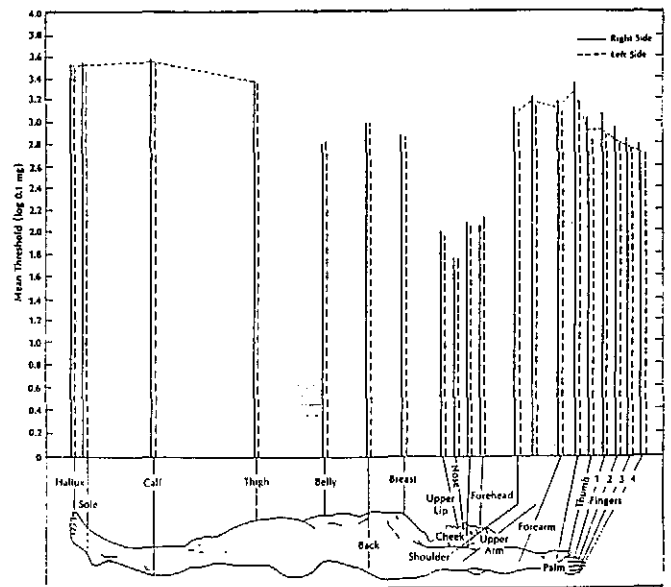 4.0
3.8
3.6
3.4
3.2
3.0
2.8
2.6
2.4
2.2
2.0
1.8
1.6
1.4
1.2
1.0
0.8
0.6
0.4
0.2
0
Mean Threshold (log 0.1 mg)
Right Side
Left Side
Hallux
Sole
Calf
Thigh
Belly
Back
Breast
Upper
Lip
Nose
Cheek
Forehead
Shoulder
Upper
Arm
Forearm
Palm
Thumb
1
2
3
4
Fingers